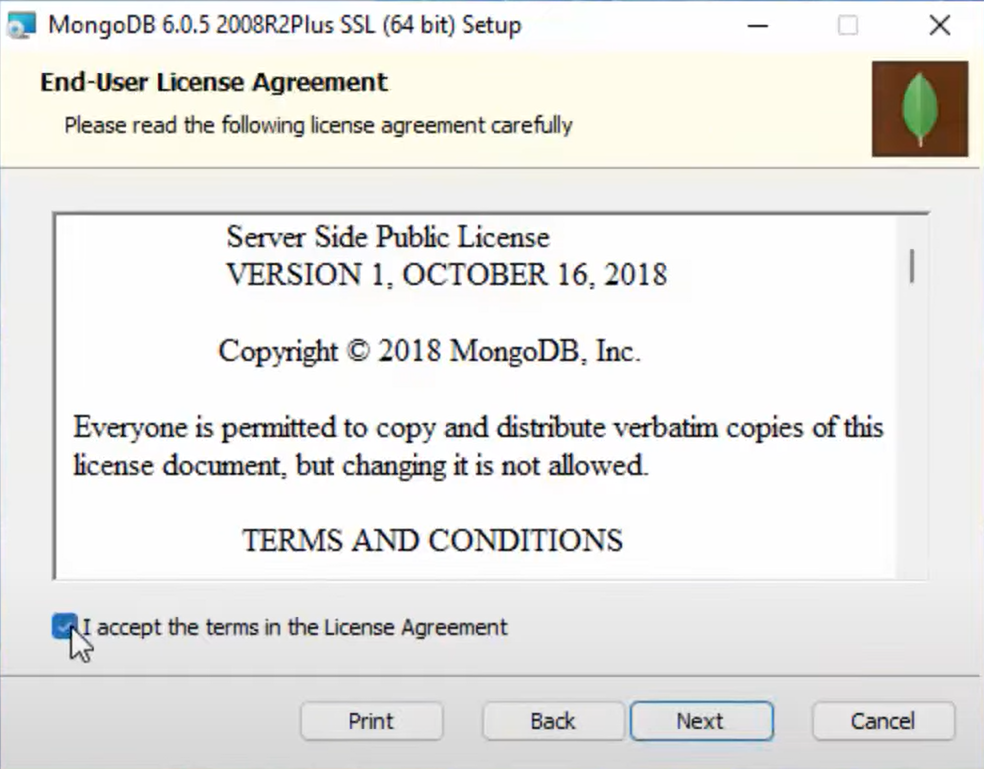 MongoDB 6.0.5 2008R2Plus SSL (64 bit) Setup
End-User License Agreement
Please read the following license agreement carefully
Server Side Public License
VERSION 1, OCTOBER 16, 2018
Copyright © 2018 MongoDB, Inc.
Everyone is permitted to copy and distribute verbatim copies of this
license document, but changing it is not allowed.
TERMS AND CONDITIONS
I accept the terms in the License Agreement
Print Back Next Cancel